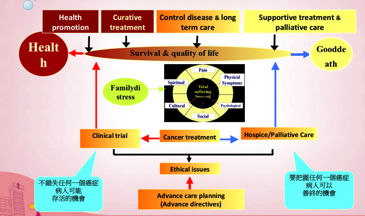 Health
promotion
Curative
treatment
Control disease & long
term care
Supportive treatment &
palliative care
Healt
h
Survival & quality of life
Goodde
ath
Familydi
stress
Pain
Physical
Symptoms
Psychological
Social
Cultural
Spiritual
Total
suffering
Clinical trial
Cancer treatment
Hospice/Palliative Care
Ethical issues
不錯失任何一個癌症
病人可能
存活的機會
要把握任何一個癌症
病人可以
善終的機會
Advance care planning
(Advance directives)